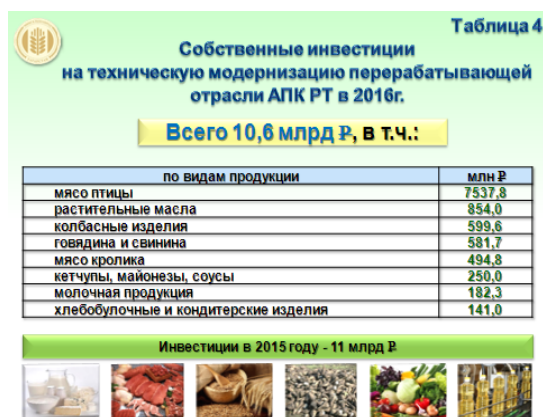 Таблица 4
Собственные инвестиции
на техническую модернизацию перерабатывающей
отрасли АПК РТ в 2016г.
Всего 10,6 млрд ₽, в т.ч.:
по видам продукции млн ₽
мясо птицы 7537,8
растительные масла 854,0
колбасные изделия 599,6
говядина и свинина 581,7
мясо кролика 494,8
кетчупы, майонезы, соусы 250,0
молочная продукция 182,3
хлебобулочные и кондитерские изделия 141,0
Инвестиции в 2015 году - 11 млрд ₽